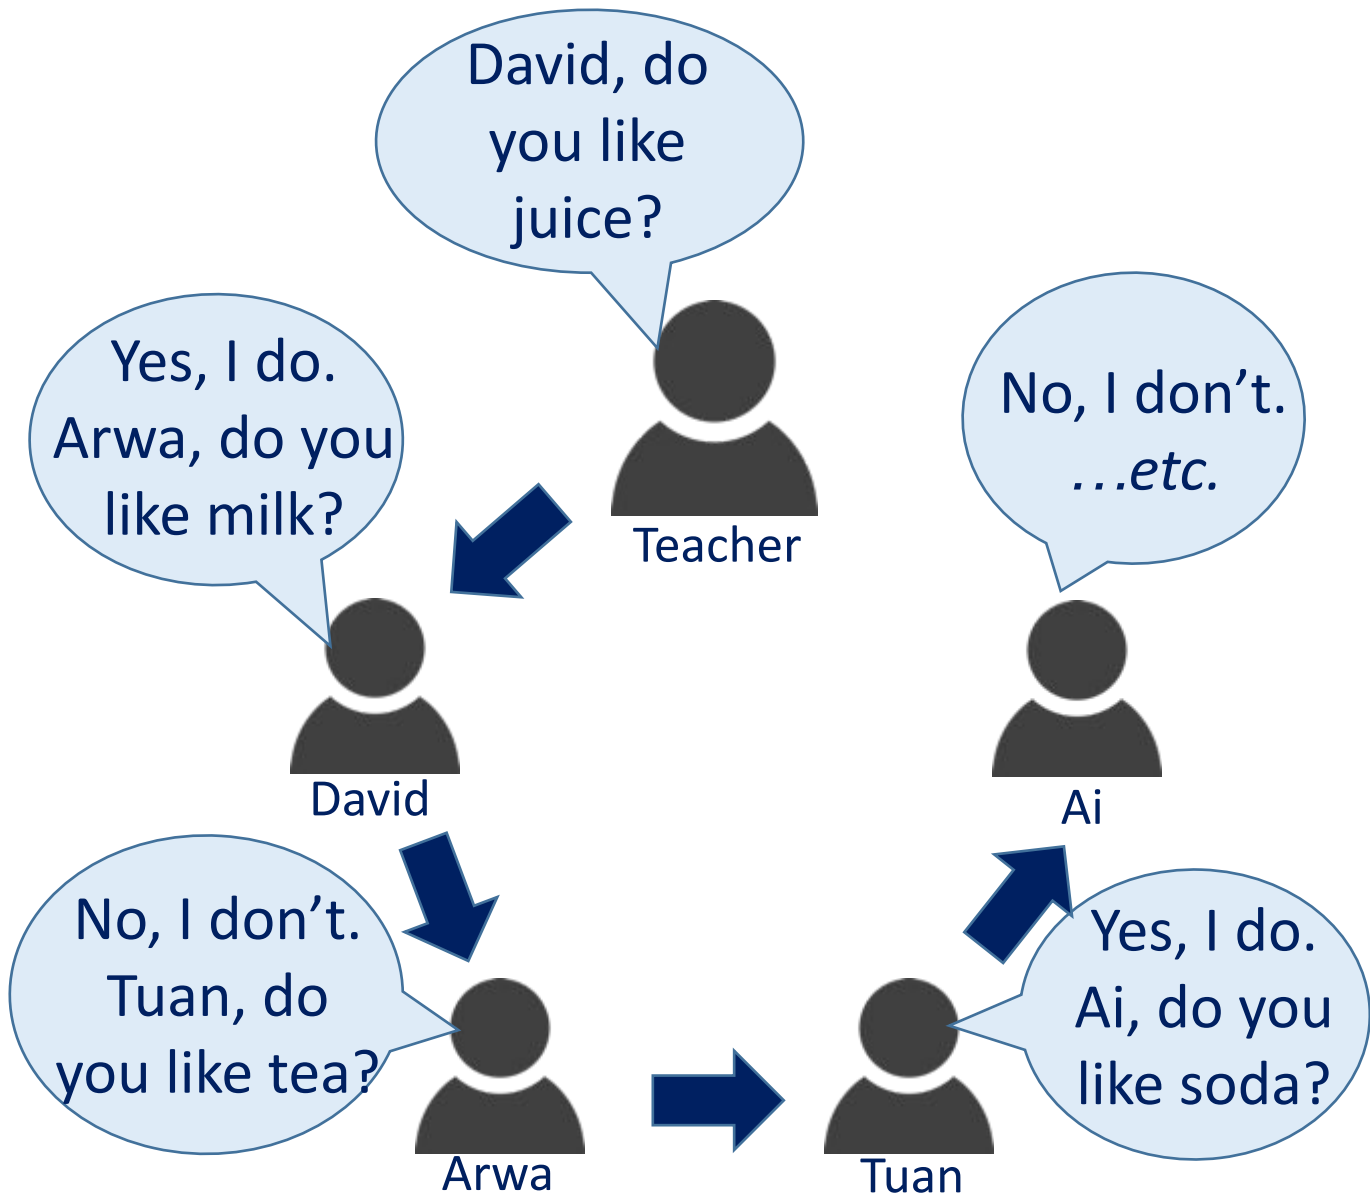 David, do
you like
juice?
Teacher
Yes, I do.
Arwa, do you
like milk?
David
No, I don’t.
Tuan, do
you like tea?
Arwa
Yes, I do.
Ai, do you
like soda?
Tuan
No, I don’t.
…etc.
Ai